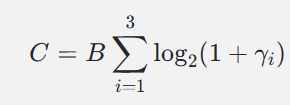 C = B \sum_{i=1}^{3} \log_2(1 + \gamma_i)